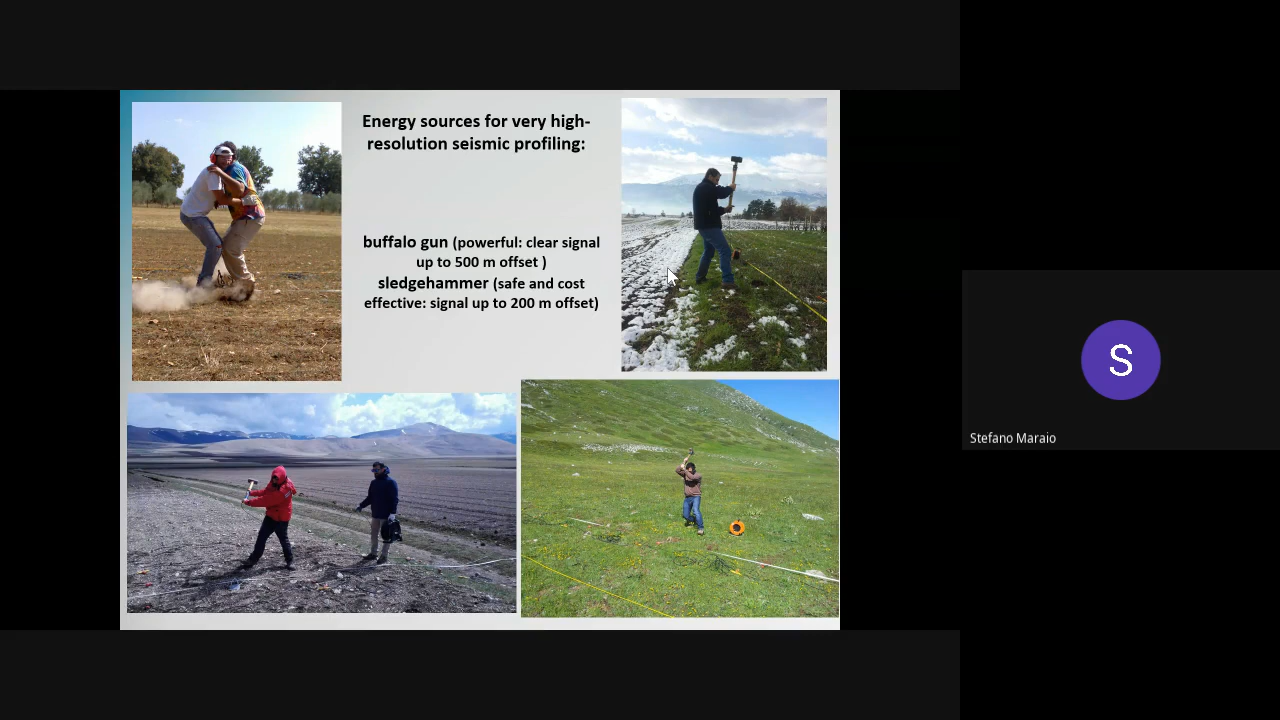 Energy sources for very high-
resolution seismic profiling:
buffalo gun (powerful: clear signal
up to 500 m offset )
sledgehammer (safe and cost
effective: signal up to 200 m offset)
S
Stefano Maraio